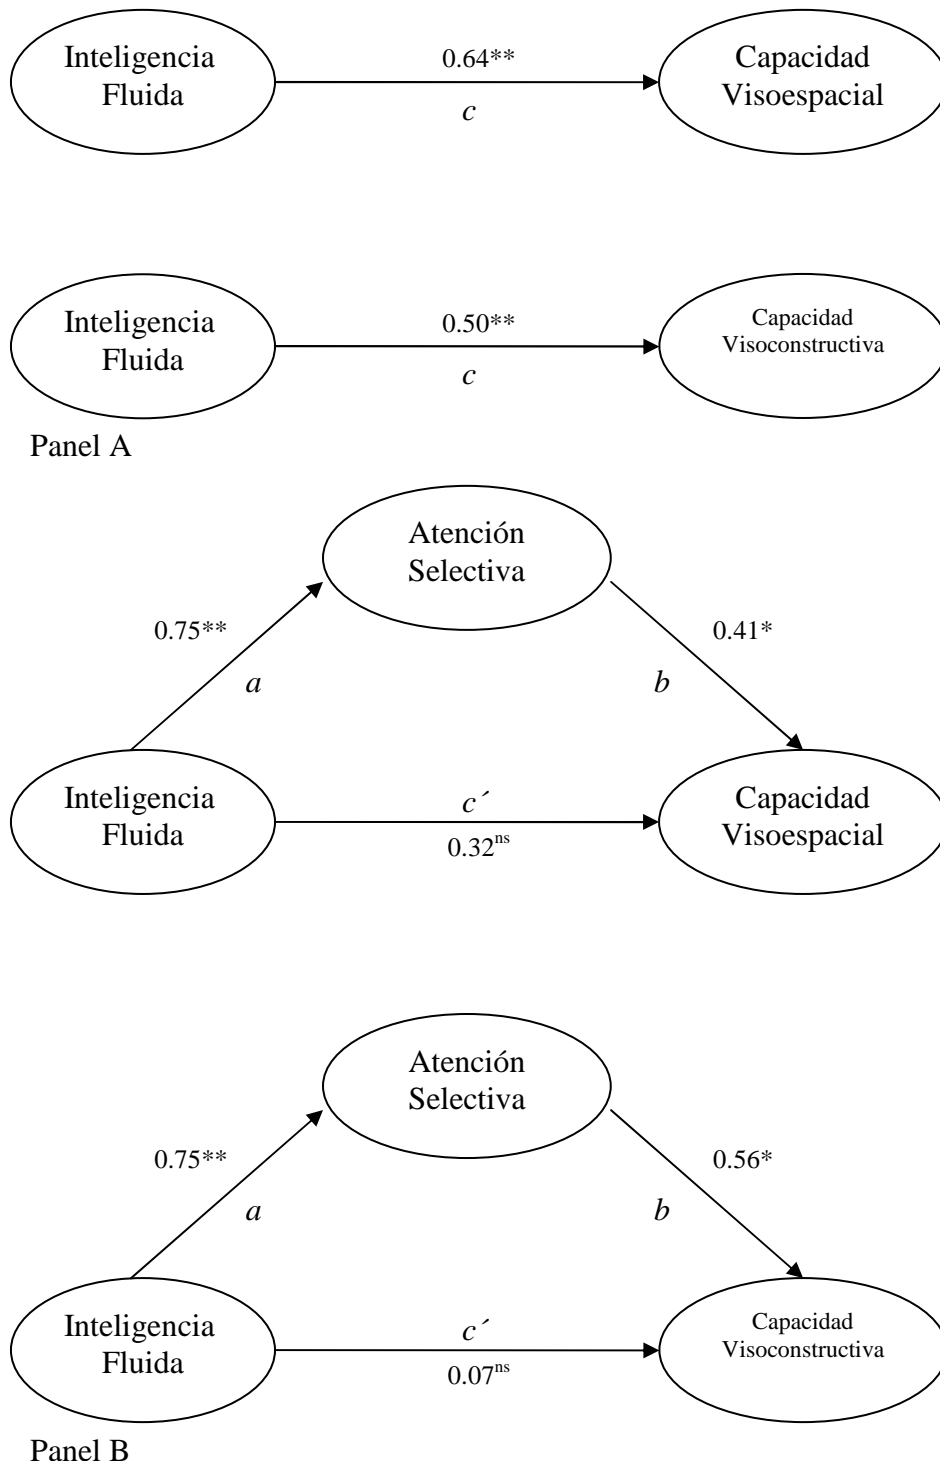 Inteligencia
Fluida
0.64**
c
Capacidad
Visoespacial
Inteligencia
Fluida
0.50**
c
Capacidad
Visoconstructiva
Panel A
Atención
Selectiva
0.75**
a
0.41*
b
Inteligencia
Fluida
c´
0.32ns
Capacidad
Visoespacial
Atención
Selectiva
0.75**
a
0.56*
b
Inteligencia
Fluida
c´
0.07ns
Capacidad
Visoconstructiva
Panel B